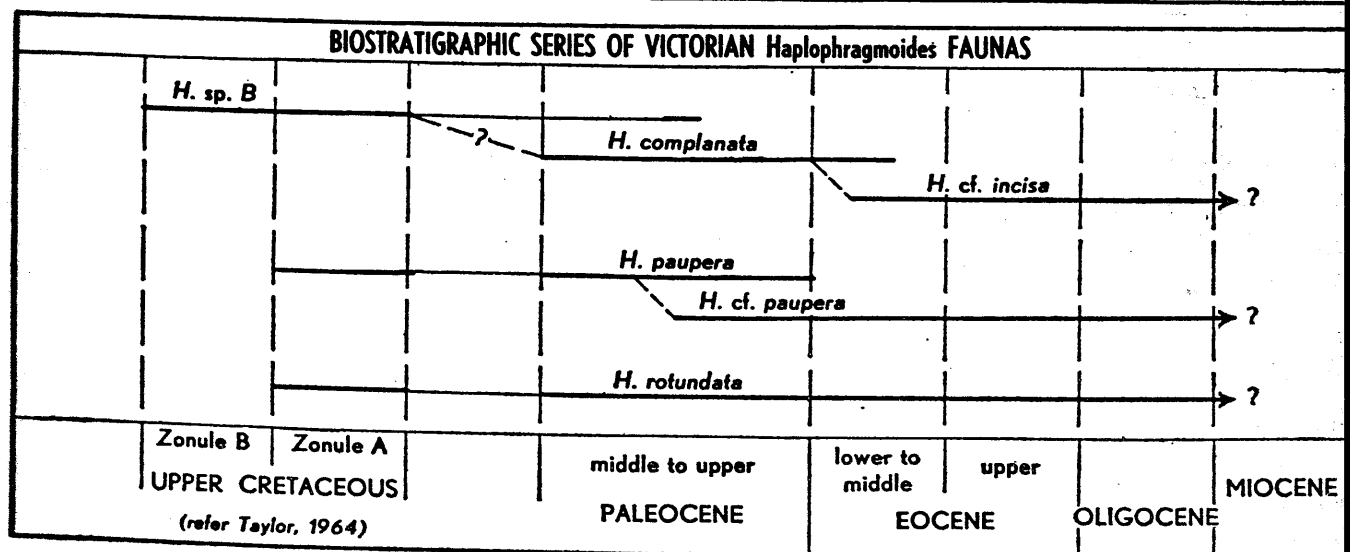 BIOSTRATIGRAPHIC SERIES OF VICTORIAN Haplophragmoides FAUNAS
H. sp. B
?
H. complanata
H. cf. incisa
?
H. paupera
H. cf. paupera
?
H. rotundata
?
Zonule B
Zonule A
UPPER CRETACEOUS
(refer Taylor, 1964)
middle to upper
PALEOCENE
lower to
middle
upper
EOCENE
OLIGOCENE
MIOCENE